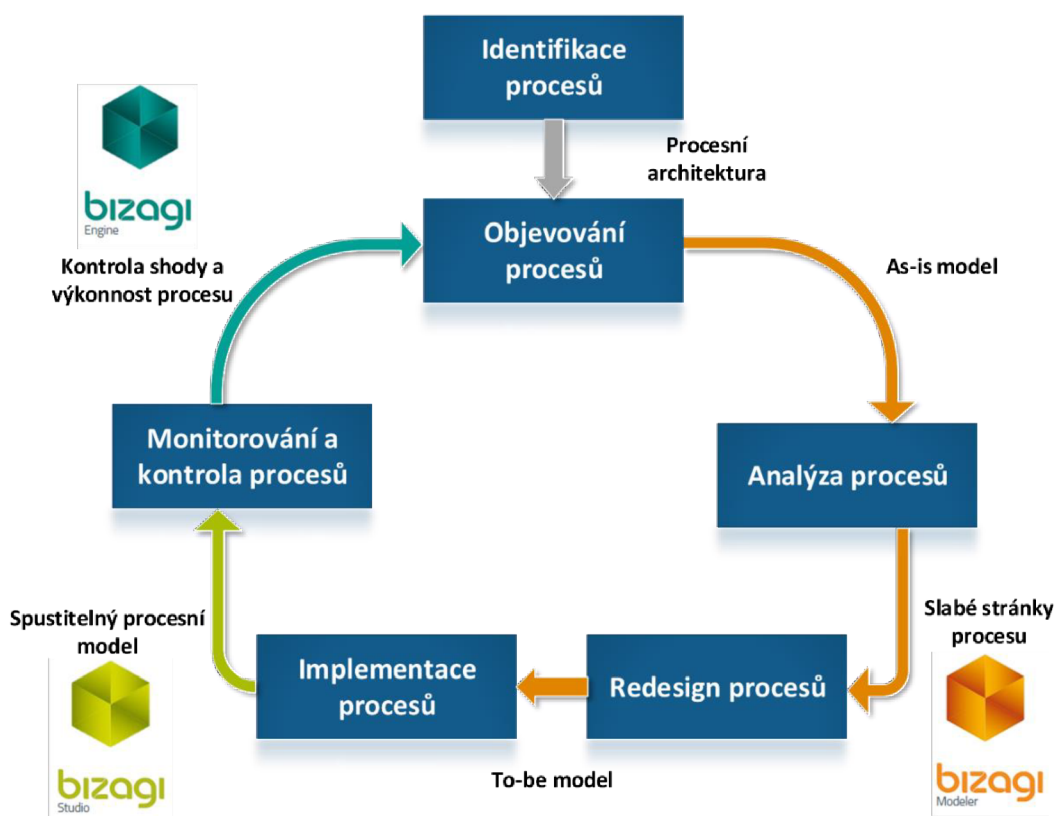 Identifikace
procesů
Procesní
architektura
bizagi
Engine
Objevování
procesů
Kontrola shody a
výkonnost procesu
As-is model
Monitorování a
kontrola procesů
Analýza procesů
Spustitelný procesní
model
Slabé stránky
procesu
Implementace
procesů
Redesign procesů
bizagi
Studio
To-be model
bizagi
Modeler